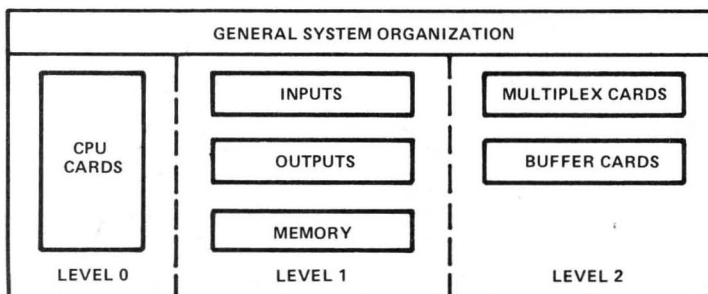 GENERAL SYSTEM ORGANIZATION
CPU
CARDS
LEVEL 0
INPUTS
OUTPUTS
MEMORY
LEVEL 1
MULTIPLEX CARDS
BUFFER CARDS
LEVEL 2